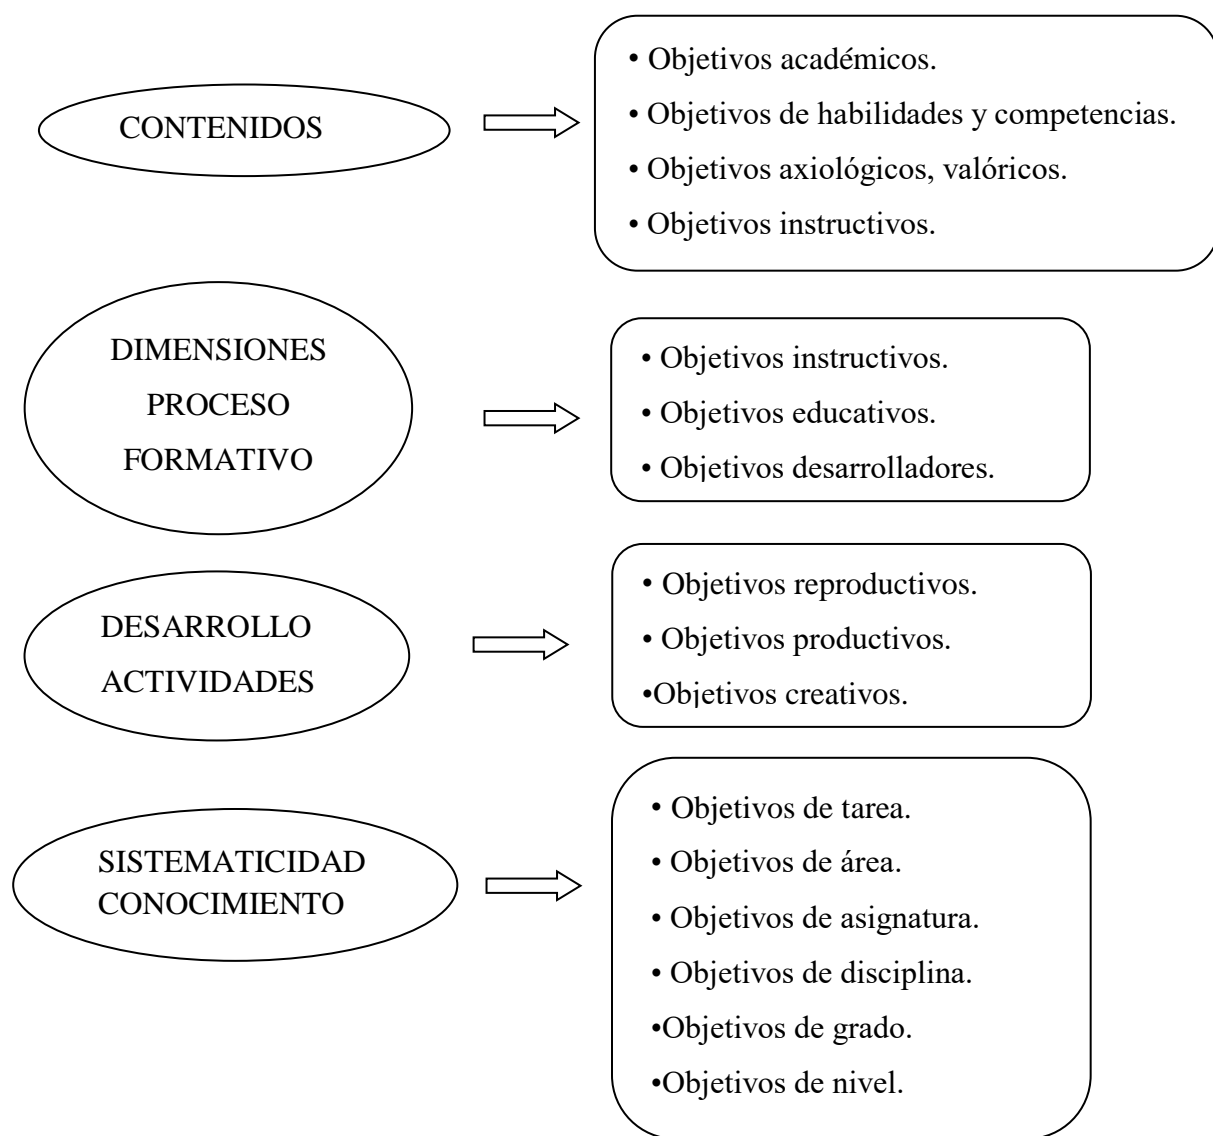 CONTENIDOS
• Objetivos académicos.
• Objetivos de habilidades y competencias.
• Objetivos axiológicos, valóricos.
• Objetivos instructivos.
DIMENSIONES
PROCESO
FORMATIVO
• Objetivos instructivos.
• Objetivos educativos.
• Objetivos desarrolladores.
DESARROLLO
ACTIVIDADES
• Objetivos reproductivos.
• Objetivos productivos.
•Objetivos creativos.
SISTEMATICIDAD
CONOCIMIENTO
• Objetivos de tarea.
• Objetivos de área.
• Objetivos de asignatura.
• Objetivos de disciplina.
•Objetivos de grado.
•Objetivos de nivel.